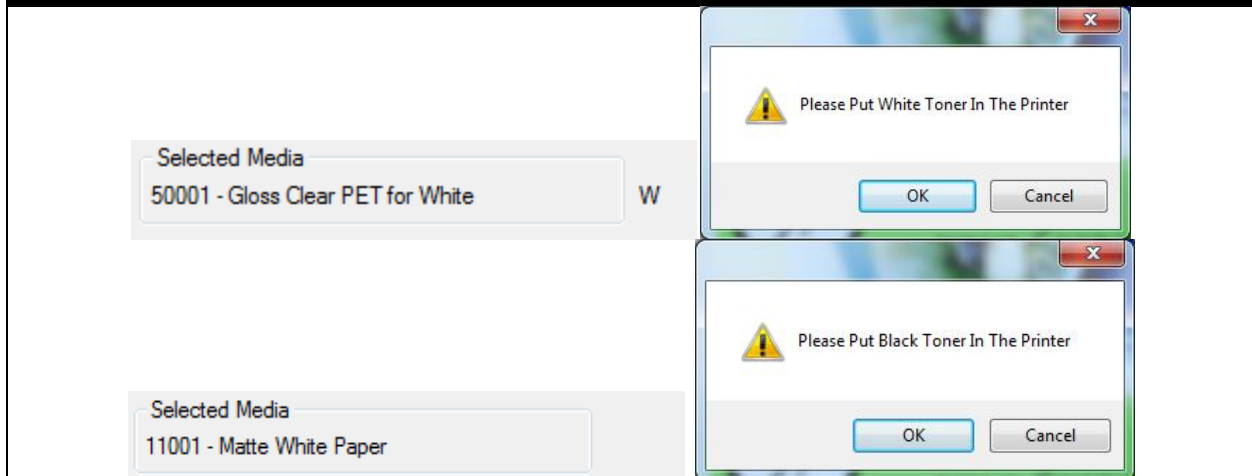 Please Put White Toner In The Printer
Selected Media
50001 - Gloss Clear PET for White W
OK Cancel
Please Put Black Toner In The Printer
Selected Media
11001 - Matte White Paper
OK Cancel